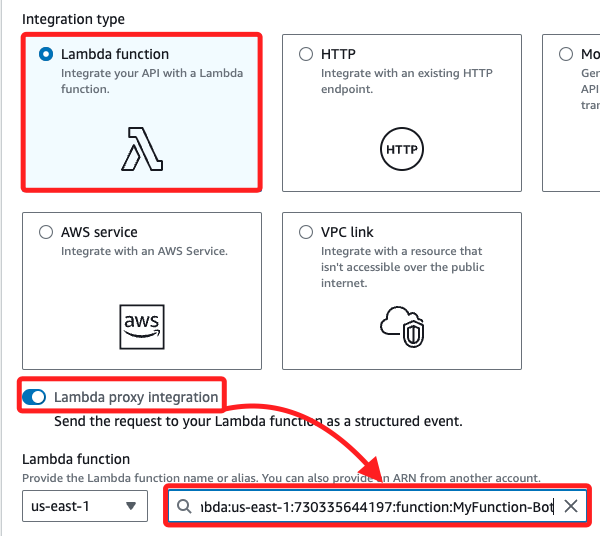 Integration type
Lambda function
Integrate your API with a Lambda
function.
HTTP
Integrate with an existing HTTP
endpoint.
HTTP
Mo
Gen
API
tran
AWS service
Integrate with an AWS Service.
aws
VPC link
Integrate with a resource that
isn't accessible over the public
internet.
Lambda proxy integration
Send the request to your Lambda function as a structured event.
Lambda function
Provide the Lambda function name or alias. You can also provide an ARN from another account.
us-east-1
mbda:us-east-1:730335644197:function:MyFunction-Bot